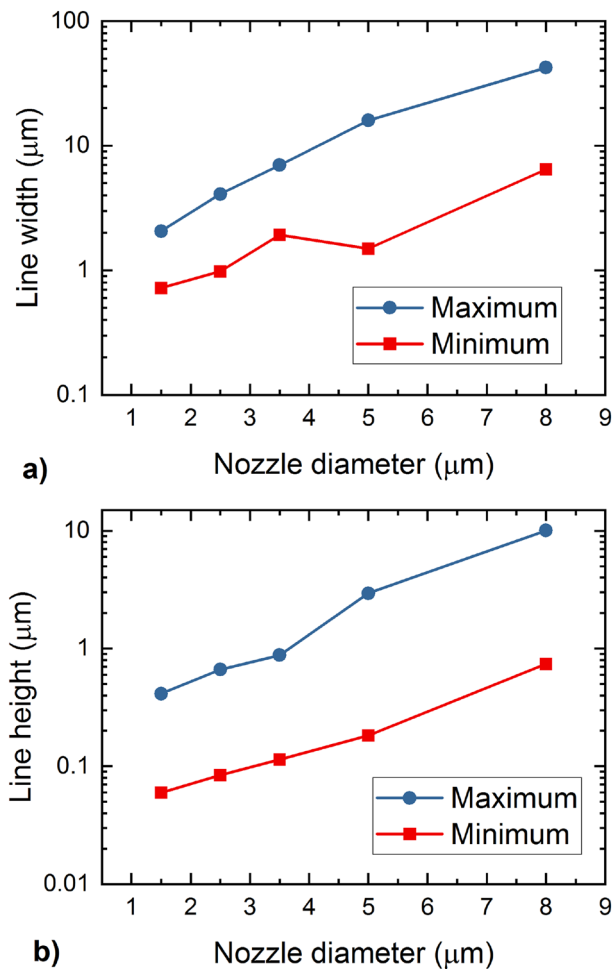 100
10
1
0.1
Line width (μm)
Maximum
Minimum
1 2 3 4 5 6 7 8 9
a)
Nozzle diameter (μm)
10
1
0.1
0.01
Line height (μm)
Maximum
Minimum
1 2 3 4 5 6 7 8 9
b)
Nozzle diameter (μm)